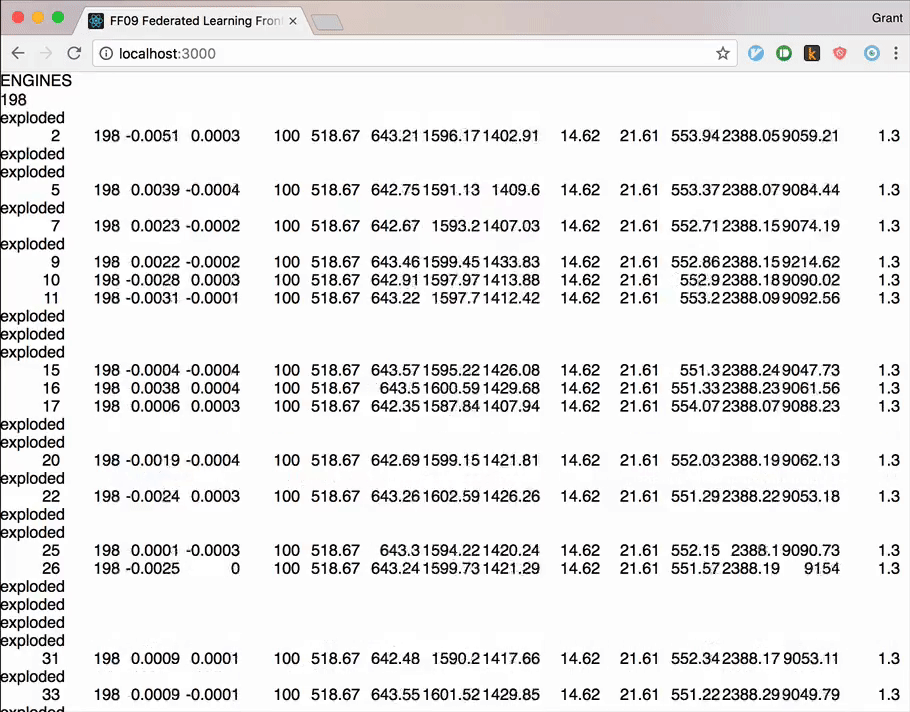 FF09 Federated Learning Fron
Grant
localhost:3000
ENGINES
198
exploded
2 198 -0.0051 0.0003 100 518.67 643.21 1596.17 1402.91 14.62 21.61 553.94 2388.05 9059.21 1.3
exploded
exploded
5 198 0.0039 -0.0004 100 518.67 642.75 1591.13 1409.6 14.62 21.61 553.37 2388.07 9084.44 1.3
exploded
7 198 0.0023 -0.0002 100 518.67 642.67 1593.2 1407.03 14.62 21.61 552.71 2388.15 9074.19 1.3
exploded
9 198 0.0022 -0.0002 100 518.67 643.46 1599.45 1433.83 14.62 21.61 552.86 2388.15 9214.62 1.3
10 198 -0.0028 0.0003 100 518.67 642.91 1597.97 1413.88 14.62 21.61 552.9 2388.18 9090.02 1.3
11 198 -0.0031 -0.0001 100 518.67 643.22 1597.7 1412.42 14.62 21.61 553.2 2388.09 9092.56 1.3
exploded
exploded
exploded
15 198 -0.0004 -0.0004 100 518.67 643.57 1595.22 1426.08 14.62 21.61 551.3 2388.24 9047.73 1.3
16 198 0.0038 0.0004 100 518.67 643.5 1600.59 1429.68 14.62 21.61 551.33 2388.23 9061.56 1.3
17 198 0.0006 0.0003 100 518.67 642.35 1587.84 1407.94 14.62 21.61 554.07 2388.07 9088.23 1.3
exploded
exploded
20 198 -0.0019 -0.0004 100 518.67 642.69 1599.15 1421.81 14.62 21.61 552.03 2388.19 9062.13 1.3
exploded
22 198 -0.0024 0.0003 100 518.67 643.26 1602.59 1426.26 14.62 21.61 551.29 2388.22 9053.18 1.3
exploded
exploded
25 198 0.0001 -0.0003 100 518.67 643.3 1594.22 1420.24 14.62 21.61 552.15 2388.1 9090.73 1.3
26 198 -0.0025 0 100 518.67 643.24 1599.73 1421.29 14.62 21.61 551.57 2388.19 9154 1.3
exploded
exploded
exploded
exploded
31 198 0.0009 0.0001 100 518.67 642.48 1590.2 1417.66 14.62 21.61 552.34 2388.17 9053.11 1.3
exploded
33 198 0.0009 -0.0001 100 518.67 643.55 1601.52 1429.85 14.62 21.61 551.22 2388.29 9049.79 1.3
exploded